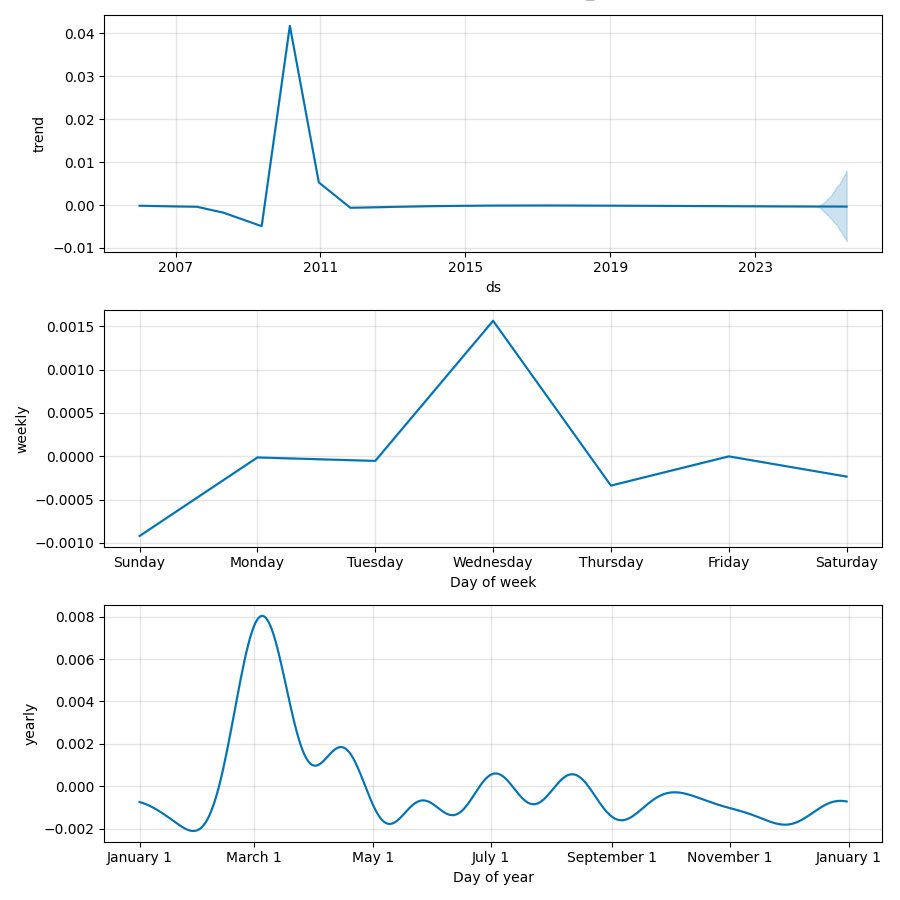 0.04
0.03
0.02
0.01
0.00
−0.01
trend
2007 2011 2015 2019 2023
ds
0.0015
0.0010
0.0005
0.0000
−0.0005
−0.0010
weekly
Sunday Monday Tuesday Wednesday Thursday Friday Saturday
Day of week
0.008
0.006
0.004
0.002
0.000
−0.002
yearly
January 1 March 1 May 1 July 1 September 1 November 1 January 1
Day of year